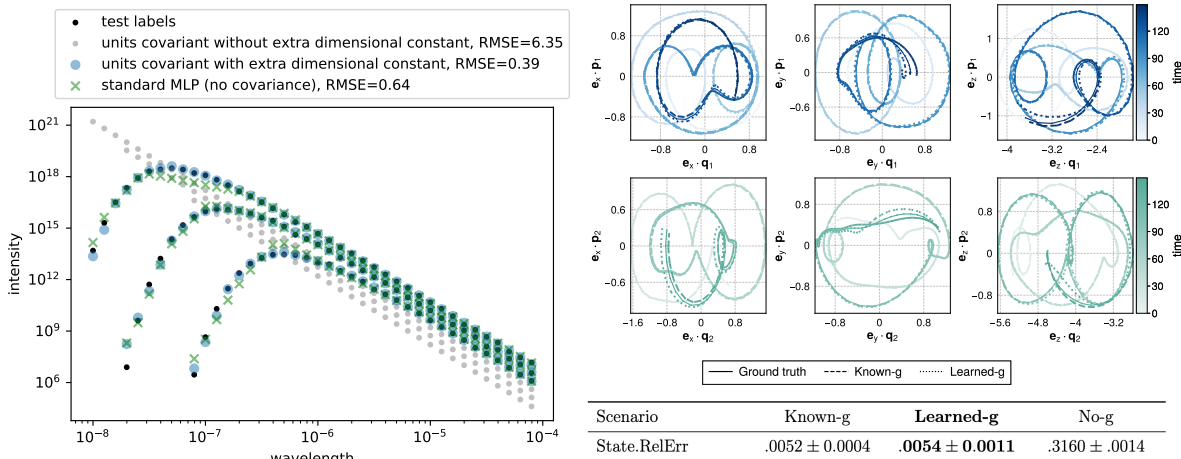 test labels
units covariant without extra dimensional constant, RMSE=6.35
units covariant with extra dimensional constant, RMSE=0.39
standard MLP (no covariance), RMSE=0.64
intensity
10^21
10^18
10^15
10^12
10^9
10^6
10^−8
10^−7
10^−6
10^−5
10^−4
wavelength
e_x · p_1
0.8
0
−0.8
−0.8
0
0.8
e_x · q_1
e_y · p_1
0.6
0
−0.6
−0.6
0
0.6
e_y · q_1
e_z · p_1
1
0
−1
−4
−3.2
−2.4
e_z · q_1
120
90
60
30
0
time
e_x · p_2
0.6
0
−0.6
−1.6
−0.8
0
0.8
e_x · q_2
e_y · p_2
0.8
0
−0.8
−0.8
0
0.8
e_y · q_2
e_z · p_2
0.8
0
−0.8
−5.6
−4.8
−4
−3.2
e_z · q_2
120
90
60
30
0
time
Ground truth
Known-g
Learned-g
Scenario Known-g Learned-g No-g
State.RelErr .0052 ± 0.0004 .0054 ± 0.0011 .3160 ± .0014